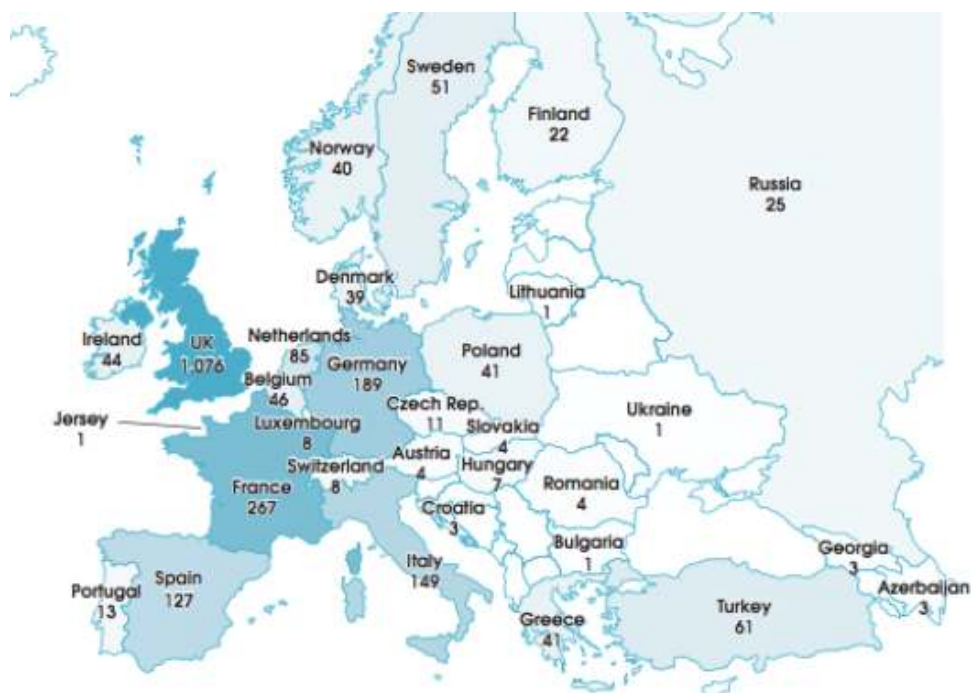 Sweden
51
Finland
22
Norway
40
Russia
25
Denmark
39
Lithuania
1
Ireland
44
UK
1,076
Netherlands
85
Germany
189
Poland
41
Belgium
46
Czech Rep.
11
Ukraine
1
Jersey
1
Luxembourg
8
Slovakia
4
Austria
4
Hungary
7
Switzerland
8
Romania
4
France
267
Croatia
3
Bulgaria
1
Georgia
3
Italy
149
Portugal
13
Spain
127
Azerbaijan
3
Greece
41
Turkey
61